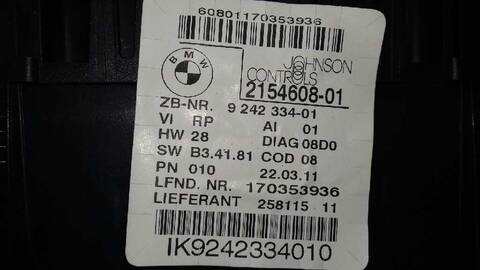 60801170353936
BMW
JOHNSON
CONTROLS
2154608-01
ZB-NR. 9 242 334-01
VI RP AI 01
HW 28 DIAG 08D0
SW B3.41.81 COD 08
PN 010 22.03.11
LFND. NR. 170353936
LIEFERANT 258115 11
IK9242334010